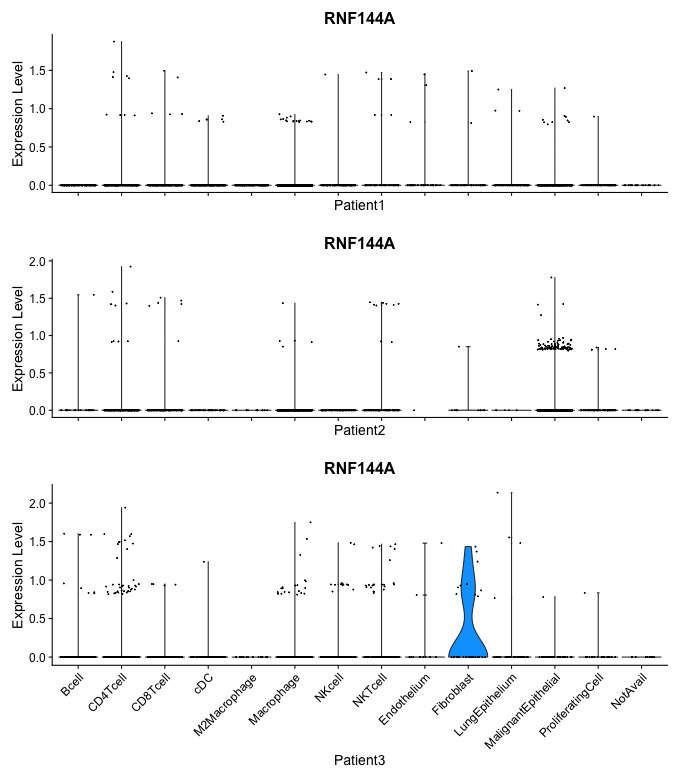 RNF144A
Expression Level
1.5
1.0
0.5
0.0
Patient1
RNF144A
Expression Level
2.0
1.5
1.0
0.5
0.0
Patient2
RNF144A
Expression Level
2.0
1.5
1.0
0.5
0.0
Bcell
CD4Tcell
CD8Tcell
cDC
M2Macrophage
Macrophage
NKcell
NKTcell
Endothelium
Fibroblast
LungEpithelium
MalignantEpithelial
ProliferatingCell
NotAvail
Patient3